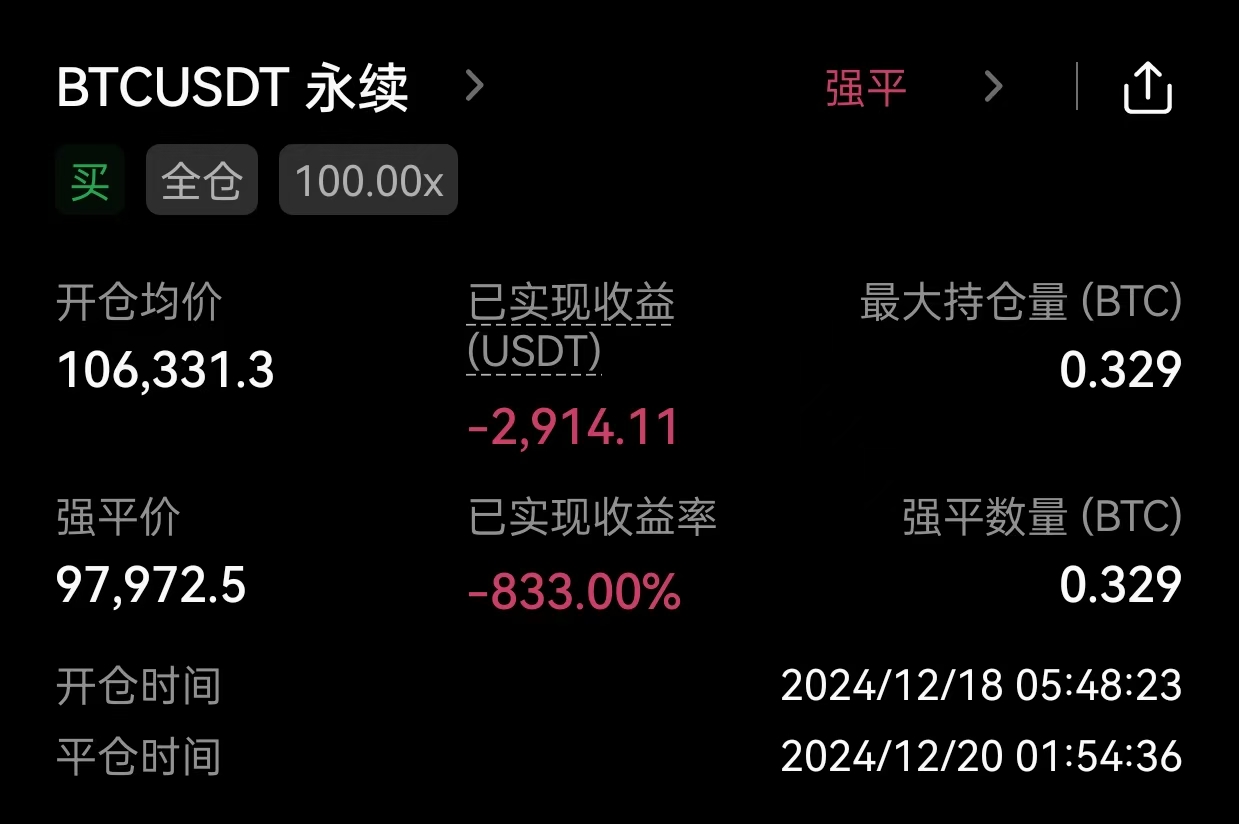 BTCUSDT 永续
强平
买 全仓 100.00x
开仓均价
106,331.3
已实现收益
(USDT)
-2,914.11
最大持仓量 (BTC)
0.329
强平价
97,972.5
已实现收益率
-833.00%
强平数量 (BTC)
0.329
开仓时间 2024/12/18 05:48:23
平仓时间 2024/12/20 01:54:36